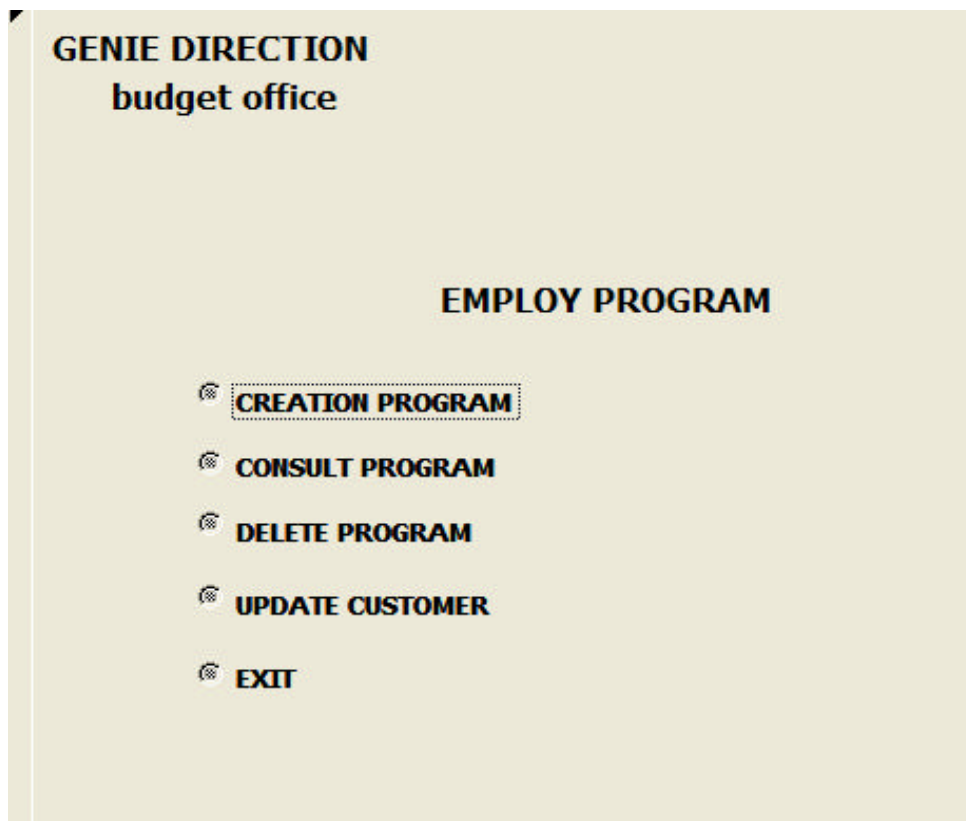 GENIE DIRECTION
budget office
EMPLOY PROGRAM
CREATION PROGRAM
CONSULT PROGRAM
DELETE PROGRAM
UPDATE CUSTOMER
EXIT